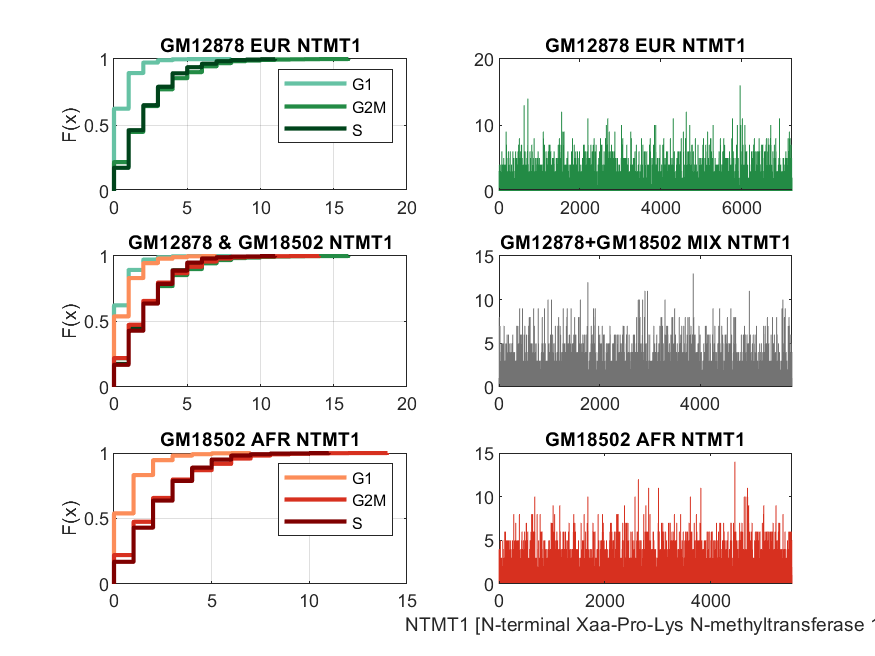 GM12878 EUR NTMT1
F(x)
1
0.5
0
0 5 10 15 20
G1
G2M
S
GM12878 EUR NTMT1
20
10
0
0 2000 4000 6000
GM12878 & GM18502 NTMT1
F(x)
1
0.5
0
0 5 10 15 20
GM12878+GM18502 MIX NTMT1
15
10
5
0
0 2000 4000
GM18502 AFR NTMT1
F(x)
1
0.5
0
0 5 10 15
G1
G2M
S
GM18502 AFR NTMT1
15
10
5
0
0 2000 4000
NTMT1 [N-terminal Xaa-Pro-Lys N-methyltransferase